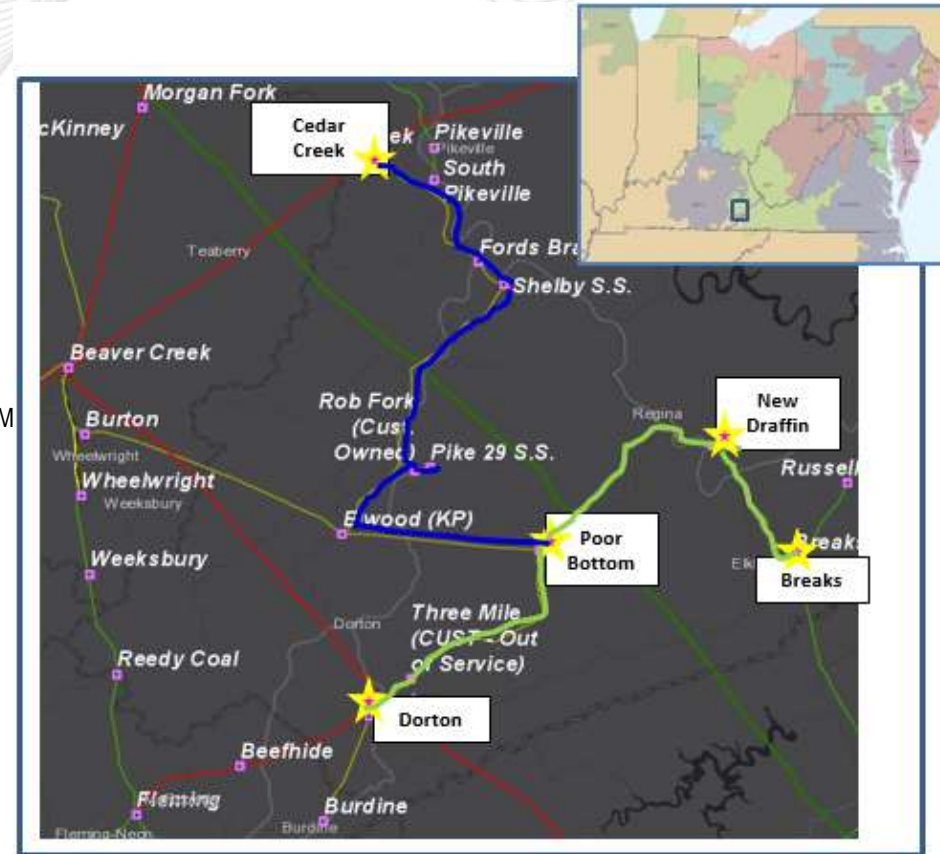 Morgan Fork
cKinney
Cedar
Creek
ek
Pikeville
Pikeville
South
Pikeville
Teaberry
Fords Bra
Shelby S.S.
Beaver Creek
M
Rob Fork
(Cust
Owned)
Pike 29 S.S.
Burton
Wheelwright
Wheelwright
Weeksbury
Regina
New
Draffin
Russell
E wood (KP)
Poor
Bottom
Breaks
Elk
Breaks
Weeksbury
Three Mile
(CUST - Out
of Service)
Dorton
Reedy Coal
Dorton
Beefhide
Fleming
Burdine
Burdine
Fleming-Neon